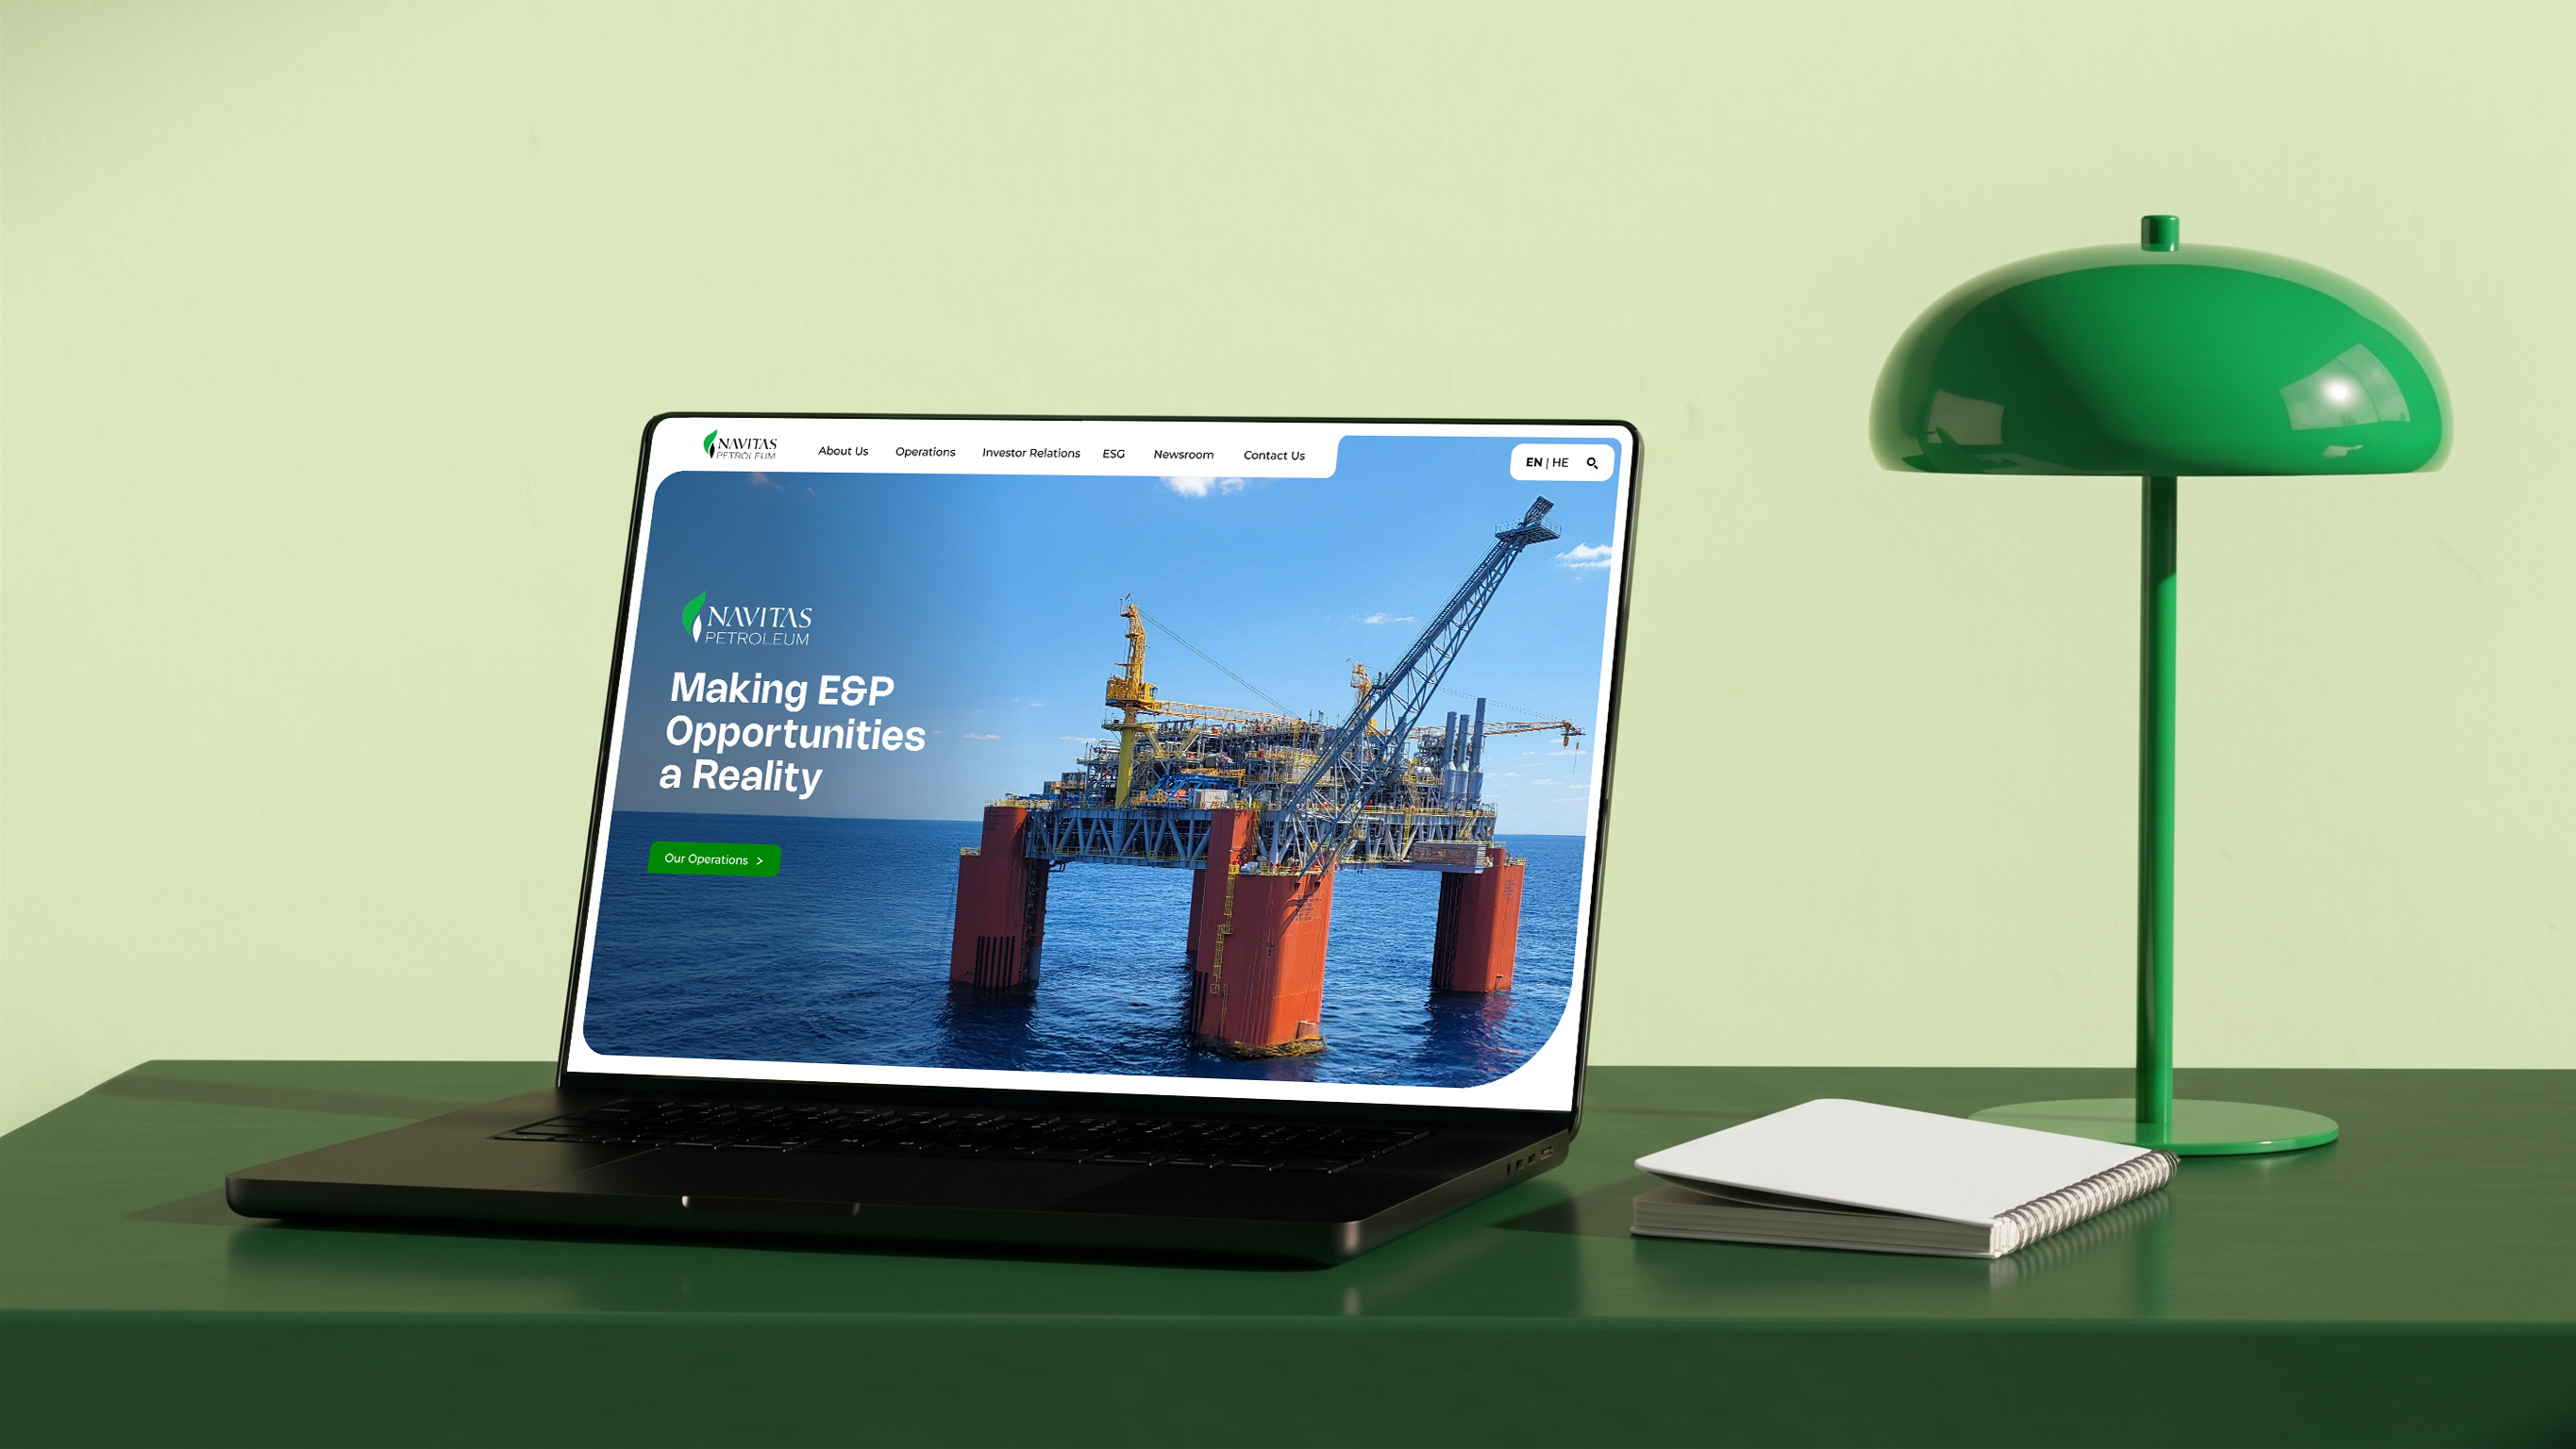 NAVITAS
PETROLEUM
About Us
Operations
Investor Relations
ESG
Newsroom
Contact Us
EN | HE
NAVITAS
PETROLEUM
Making E&P
Opportunities
a Reality
Our Operations >